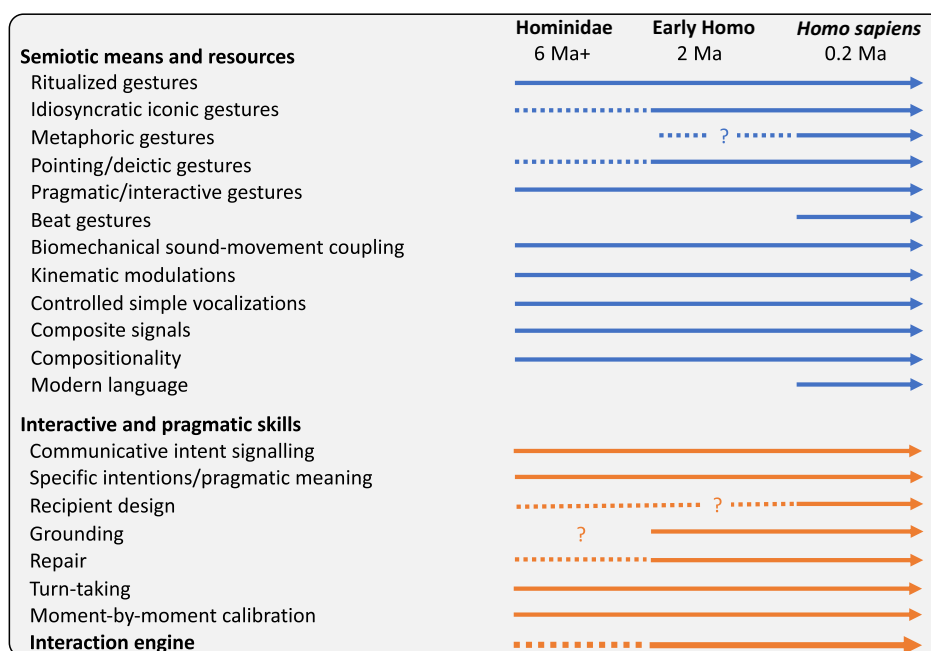 Hominidae Early Homo Homo sapiens
Semiotic means and resources 6 Ma+ 2 Ma 0.2 Ma
Ritualized gestures
Idiosyncratic iconic gestures
Metaphoric gestures ?
Pointing/deictic gestures
Pragmatic/interactive gestures
Beat gestures
Biomechanical sound-movement coupling
Kinematic modulations
Controlled simple vocalizations
Composite signals
Compositionality
Modern language
Interactive and pragmatic skills
Communicative intent signalling
Specific intentions/pragmatic meaning
Recipient design ?
Grounding ?
Repair
Turn-taking
Moment-by-moment calibration
Interaction engine